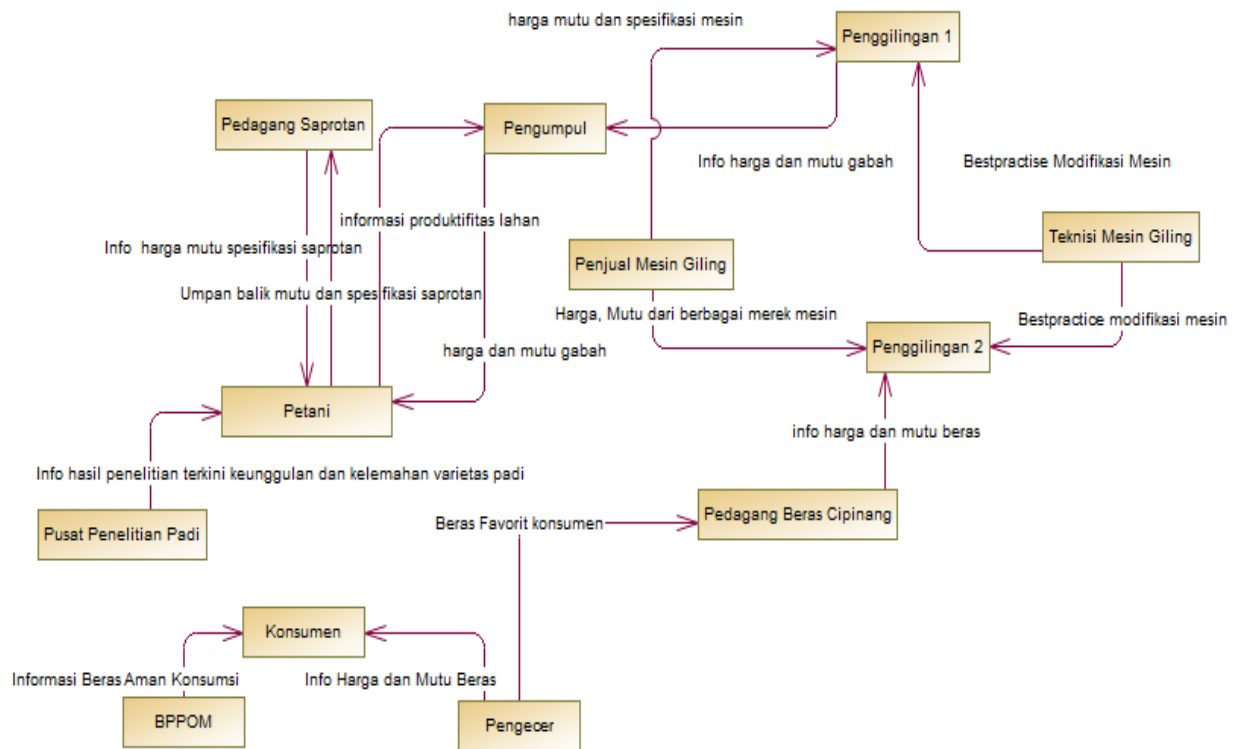 harga mutu dan spesifikasi mesin
Penggilingan 1
Pedagang Saprotan
Pengumpul
Info harga dan mutu gabah
Bestpractise Modifikasi Mesin
informasi produktifitas lahan
Teknisi Mesin Giling
Info harga mutu spesifikasi saprotan
Penjual Mesin Giling
Umpan balik mutu dan spesifikasi saprotan
Harga, Mutu dari berbagai merek mesin
Bestpractice modifikasi mesin
Penggilingan 2
harga dan mutu gabah
Petani
info harga dan mutu beras
Info hasil penelitian terkini keunggulan dan kelemahan varietas padi
Pusat Penelitian Padi
Beras Favorit konsumen
Pedagang Beras Cipinang
Konsumen
Informasi Beras Aman Konsumsi
Info Harga dan Mutu Beras
BPPOM
Pengecer